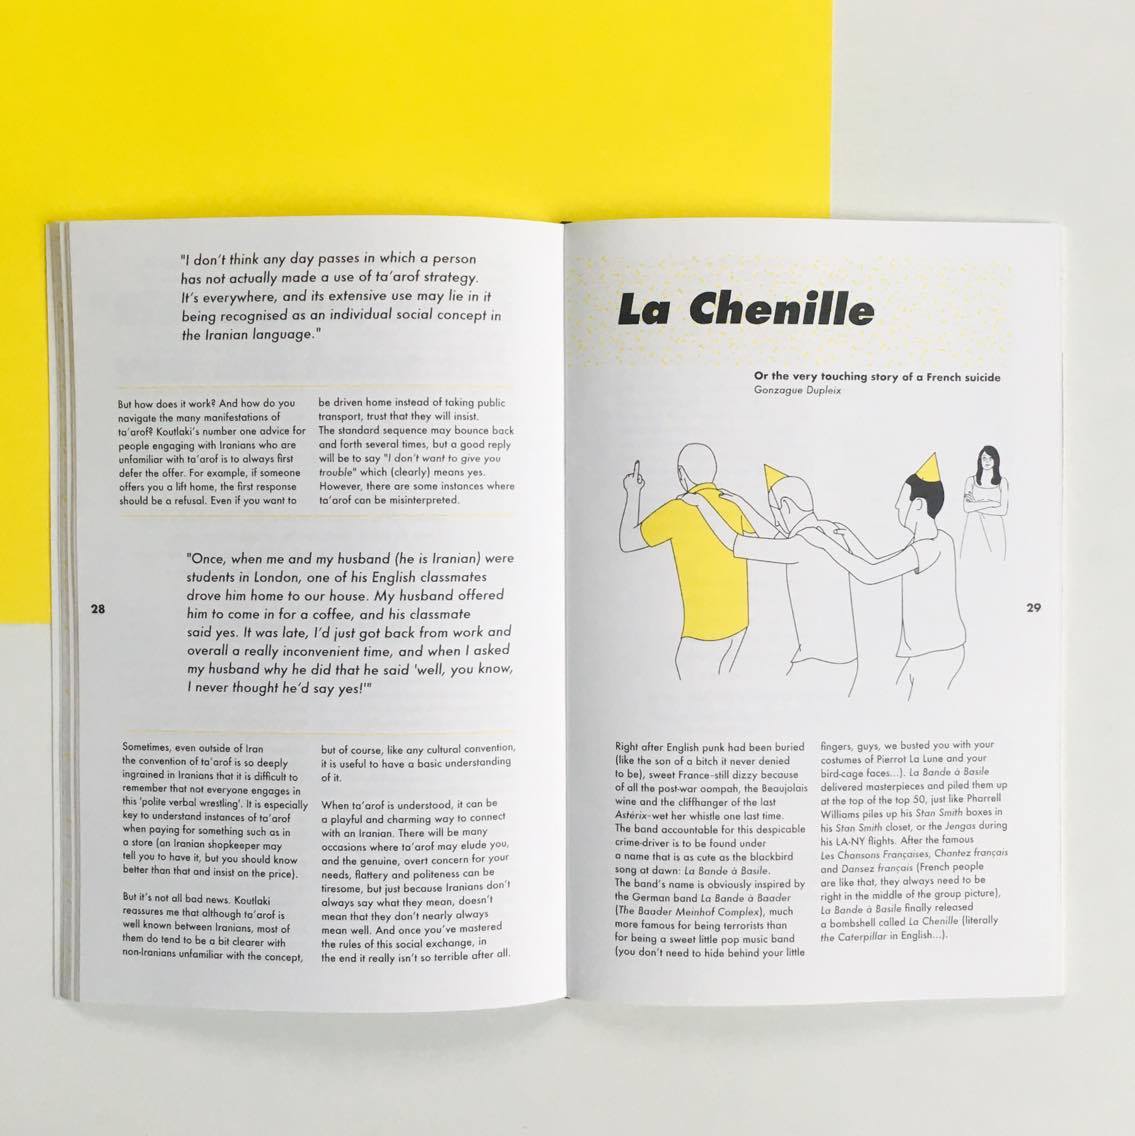 "I don't think any day passes in which a person
has not actually made a use of ta'arof strategy.
It's everywhere, and its extensive use may lie in it
being recognised as an individual social concept in
the Iranian language."
But how does it work? And how do you
navigate the many manifestations of
ta'arof? Koutlaki's number one advice for
people engaging with Iranians who are
unfamiliar with ta'arof is to always first
defer the offer. For example, if someone
offers you a lift home, the first response
should be a refusal. Even if you want to
be driven home instead of taking public
transport, trust that they will insist.
The standard sequence may bounce back
and forth several times, but a good reply
will be to say "I don't want to give you
trouble" which (clearly) means yes.
However, there are some instances where
ta'arof can be misinterpreted.
"Once, when me and my husband (he is Iranian) were
students in London, one of his English classmates
drove him home to our house. My husband offered
him to come in for a coffee, and his classmate
said yes. It was late, I'd just got back from work and
overall a really inconvenient time, and when I asked
my husband why he did that he said 'well, you know,
I never thought he'd say yes!'"
28
Sometimes, even outside of Iran
the convention of ta'arof is so deeply
ingrained in Iranians that it is difficult to
remember that not everyone engages in
this 'polite verbal wrestling'. It is especially
key to understand instances of ta'arof
when paying for something such as in
a store (an Iranian shopkeeper may
tell you to have it, but you should know
better than that and insist on the price).
But it's not all bad news. Koutlaki
reassures me that although ta'arof is
well known between Iranians, most of
them do tend to be a bit clearer with
non-Iranians unfamiliar with the concept,
but of course, like any cultural convention,
it is useful to have a basic understanding
of it.
When ta'arof is understood, it can be
a playful and charming way to connect
with an Iranian. There will be many
occasions where ta'arof may elude you,
and the genuine, overt concern for your
needs, flattery and politeness can be
tiresome, but just because Iranians don't
always say what they mean, doesn't
mean that they don't nearly always
mean well. And once you've mastered
the rules of this social exchange, in
the end it really isn't so terrible after all.
La Chenille
Or the very touching story of a French suicide
Gonzague Dupleix
29
Right after English punk had been buried
(like the son of a bitch it never denied
to be), sweet France–still dizzy because
of all the post-war oompah, the Beaujolais
wine and the cliffhanger of the last
Astérix–wet her whistle one last time.
The band accountable for this despicable
crime-driver is to be found under
a name that is as cute as the blackbird
song at dawn: La Bande à Basile.
The band's name is obviously inspired by
the German band La Bande à Baader
(The Baader Meinhof Complex), much
more famous for being terrorists than
for being a sweet little pop music band
(you don't need to hide behind your little
fingers, guys, we busted you with your
costumes of Pierrot La Lune and your
bird-cage faces...). La Bande à Basile
delivered masterpieces and piled them up
at the top of the top 50, just like Pharrell
Williams piles up his Stan Smith boxes in
his Stan Smith closet, or the Jengas during
his LA-NY flights. After the famous
Les Chansons Françaises, Chantez français
and Dansez français (French people
are like that, they always need to be
right in the middle of the group picture),
La Bande à Basile finally released
a bombshell called La Chenille (literally
the Caterpillar in English...).